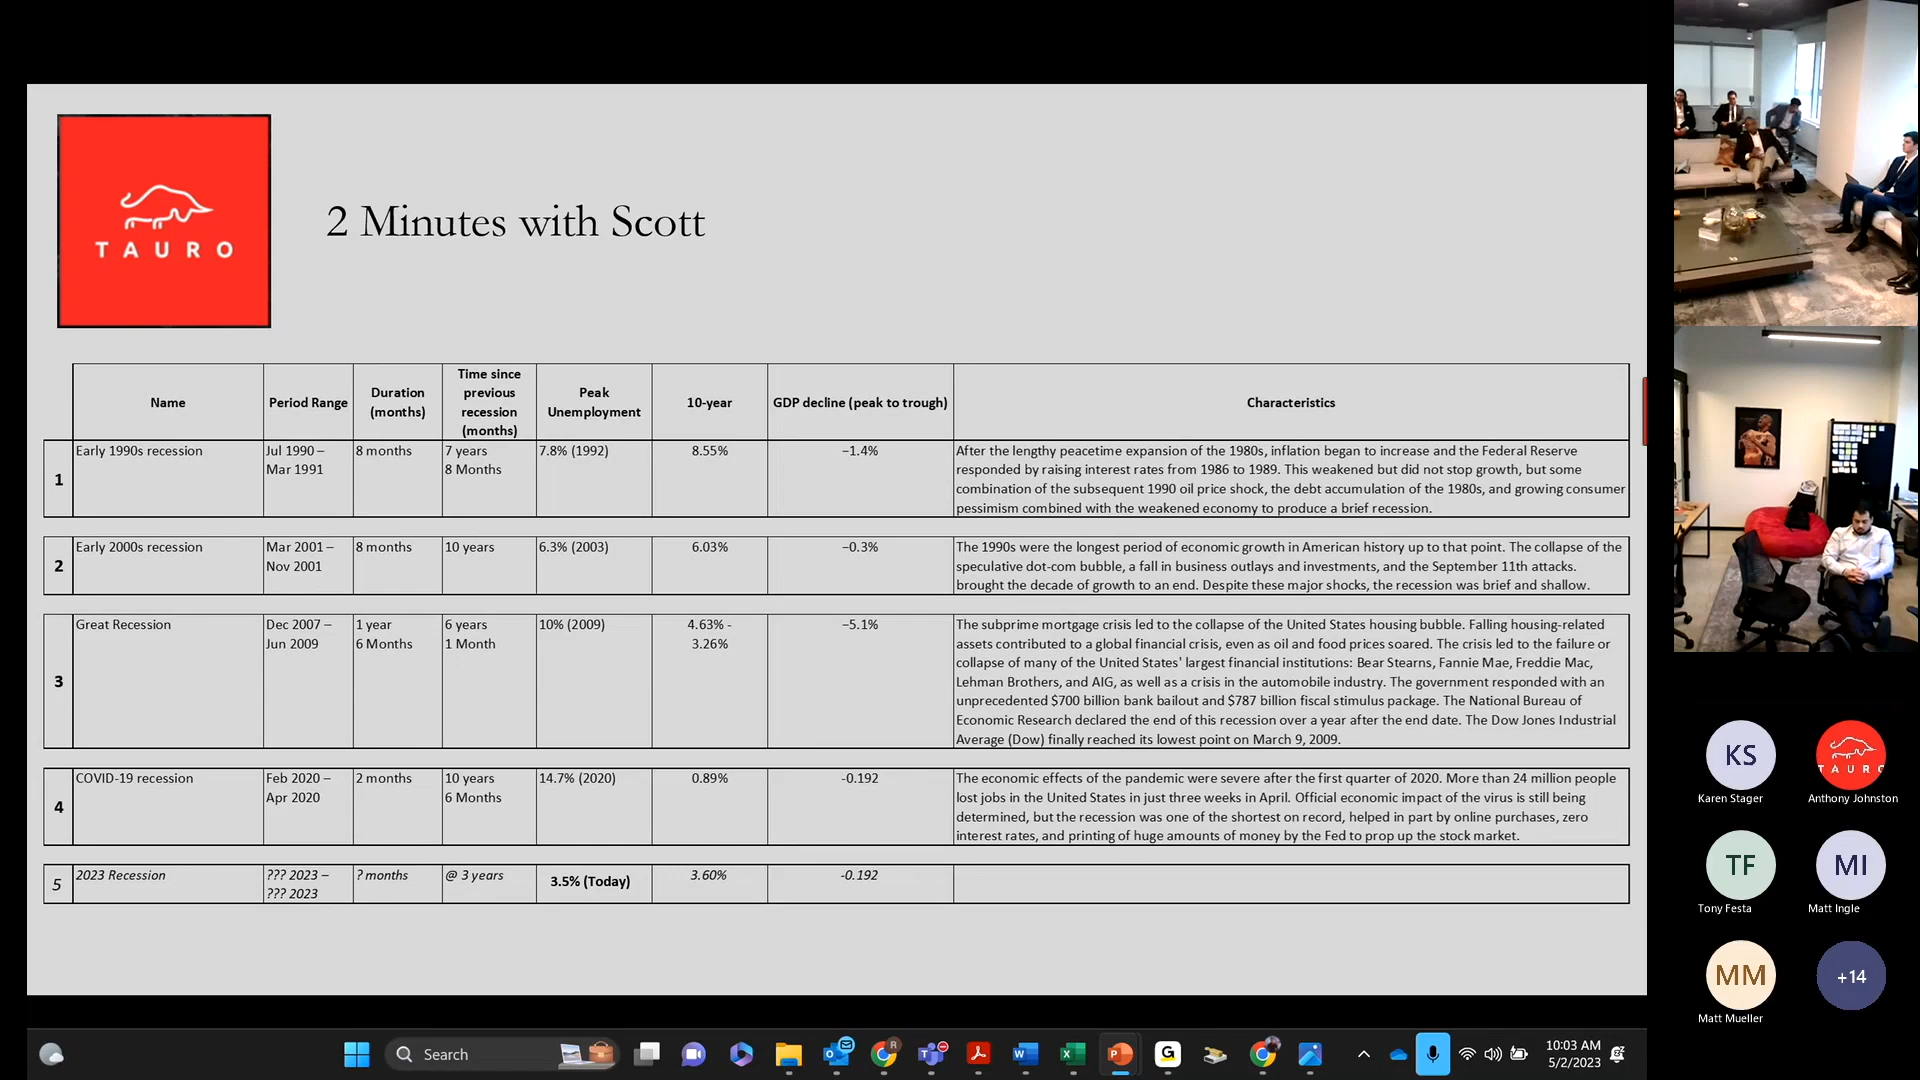 TAURO
2 Minutes with Scott
Name
Period Range
Duration
(months)
Time since
previous
recession
(months)
Peak
Unemployment
10-year
GDP decline (peak to trough)
Characteristics
1
Early 1990s recession
Jul 1990 –
Mar 1991
8 months
7 years
8 Months
7.8% (1992)
8.55%
−1.4%
After the lengthy peacetime expansion of the 1980s, inflation began to increase and the Federal Reserve
responded by raising interest rates from 1986 to 1989. This weakened but did not stop growth, but some
combination of the subsequent 1990 oil price shock, the debt accumulation of the 1980s, and growing consumer
pessimism combined with the weakened economy to produce a brief recession.
2
Early 2000s recession
Mar 2001 –
Nov 2001
8 months
10 years
6.3% (2003)
6.03%
−0.3%
The 1990s were the longest period of economic growth in American history up to that point. The collapse of the
speculative dot-com bubble, a fall in business outlays and investments, and the September 11th attacks.
brought the decade of growth to an end. Despite these major shocks, the recession was brief and shallow.
3
Great Recession
Dec 2007 –
Jun 2009
1 year
6 Months
6 years
1 Month
10% (2009)
4.63% -
3.26%
−5.1%
The subprime mortgage crisis led to the collapse of the United States housing bubble. Falling housing-related
assets contributed to a global financial crisis, even as oil and food prices soared. The crisis led to the failure or
collapse of many of the United States' largest financial institutions: Bear Stearns, Fannie Mae, Freddie Mac,
Lehman Brothers, and AIG, as well as a crisis in the automobile industry. The government responded with an
unprecedented $700 billion bank bailout and $787 billion fiscal stimulus package. The National Bureau of
Economic Research declared the end of this recession over a year after the end date. The Dow Jones Industrial
Average (Dow) finally reached its lowest point on March 9, 2009.
4
COVID-19 recession
Feb 2020 –
Apr 2020
2 months
10 years
6 Months
14.7% (2020)
0.89%
-0.192
The economic effects of the pandemic were severe after the first quarter of 2020. More than 24 million people
lost jobs in the United States in just three weeks in April. Official economic impact of the virus is still being
determined, but the recession was one of the shortest on record, helped in part by online purchases, zero
interest rates, and printing of huge amounts of money by the Fed to prop up the stock market.
5
2023 Recession
??? 2023 –
??? 2023
? months
@ 3 years
3.5% (Today)
3.60%
-0.192
KS
Karen Stager
TAURO
Anthony Johnston
TF
Tony Festa
MI
Matt Ingle
MM
Matt Mueller
+14
Search
R
10:03 AM
5/2/2023